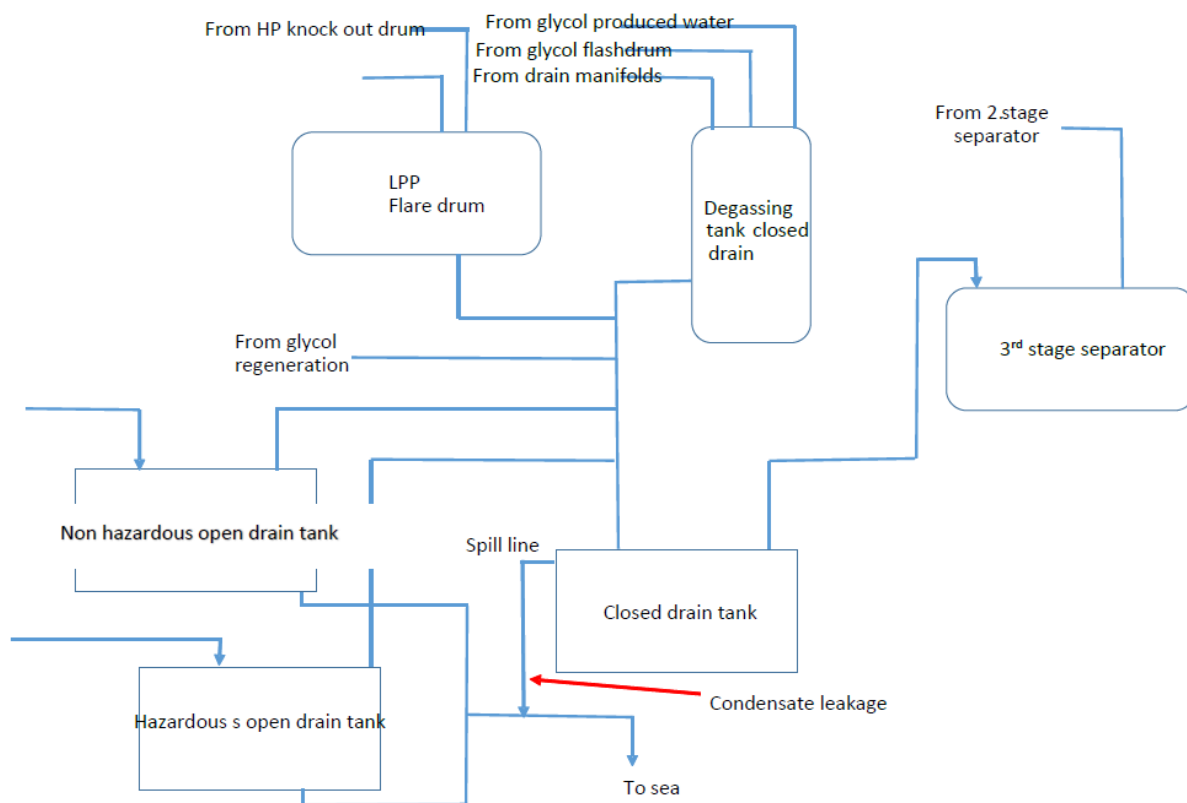 From HP knock out drum
From glycol produced water
From glycol flashdrum
From drain manifolds
From 2.stage
separator
LPP
Flare drum
Degassing
tank closed
drain
3rd stage separator
From glycol
regeneration
Non hazardous open drain tank
Spill line
Closed drain tank
Hazardous s open drain tank
Condensate leakage
To sea